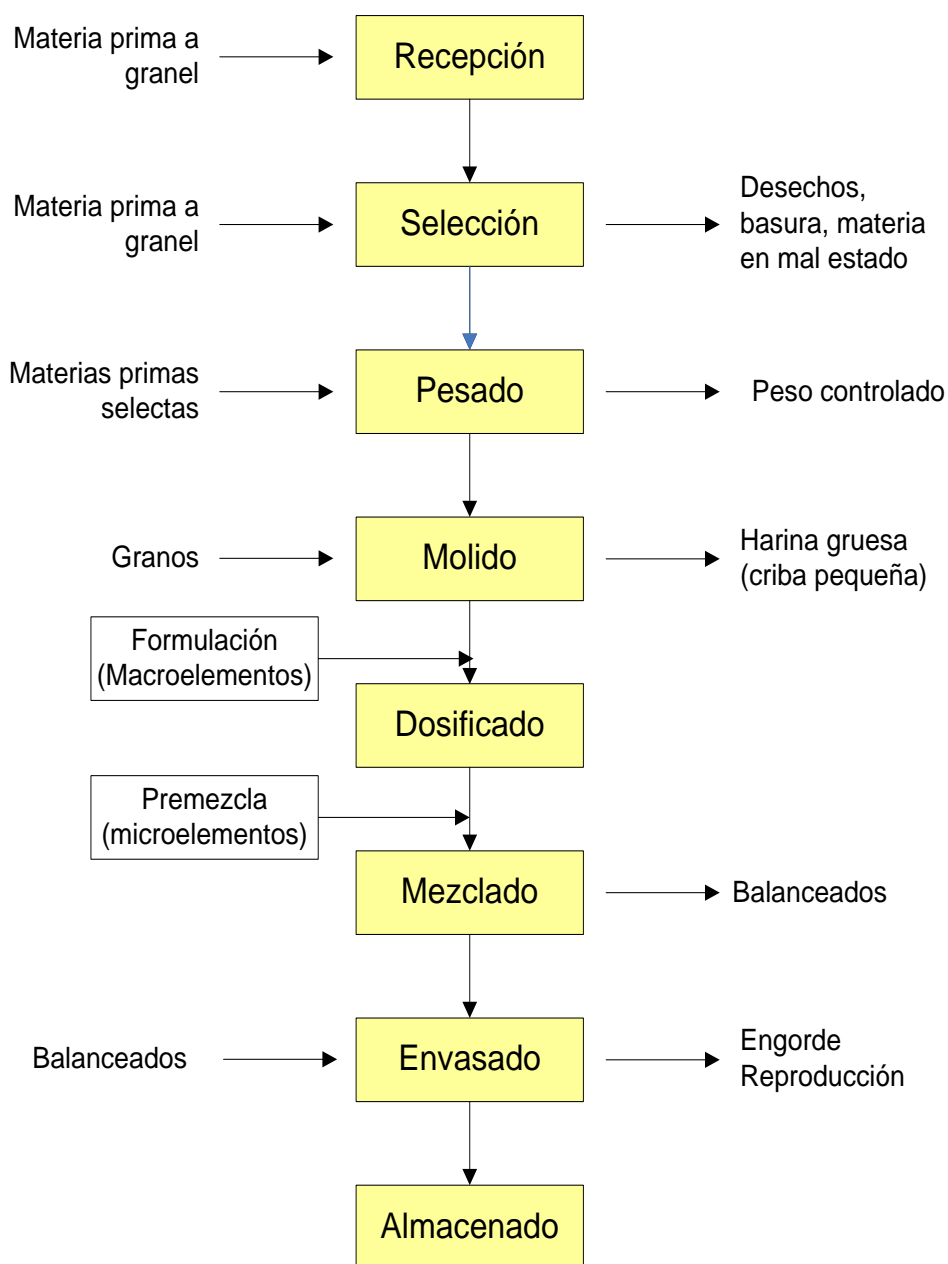 Materia prima a
granel
Recepción
Materia prima a
granel
Selección
Desechos,
basura, materia
en mal estado
Materias primas
selectas
Pesado
Peso controlado
Granos
Molido
Harina gruesa
(criba pequeña)
Formulación
(Macroelementos)
Dosificado
Premezcla
(microelementos)
Mezclado
Balanceados
Balanceados
Envasado
Engorde
Reproducción
Almacenado